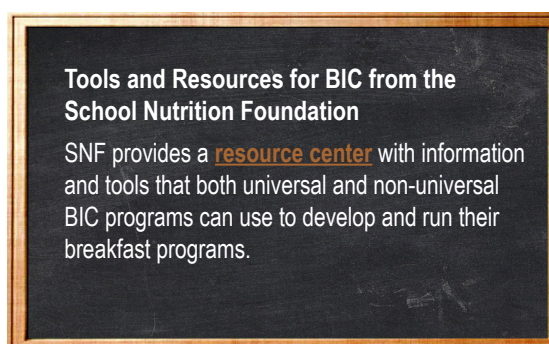 Tools and Resources for BIC from the
School Nutrition Foundation
SNF provides a resource center with information
and tools that both universal and non-universal
BIC programs can use to develop and run their
breakfast programs.